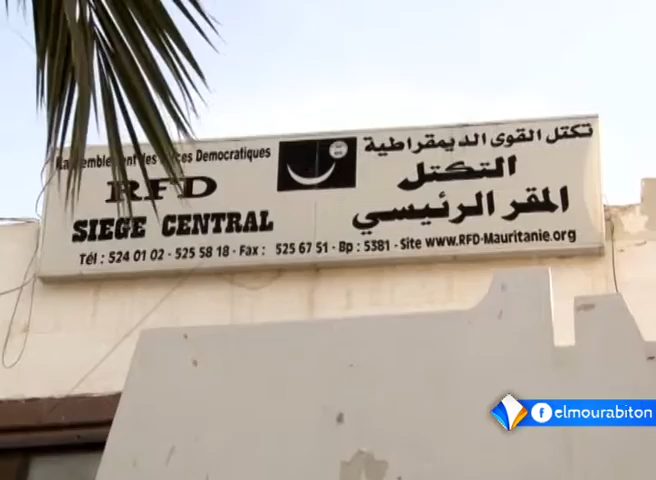 Rassemblement des Forces Démocratiques
RFD
SIEGE CENTRAL
تكتل القوى الديمقراطية
التكتل
المقر الرئيسي
Tél : 524 01 02 - 525 58 18 - Fax : 525 67 51 - BP : 5381 - Site WWW.RFD-Mauritanie.org
elmourabiton